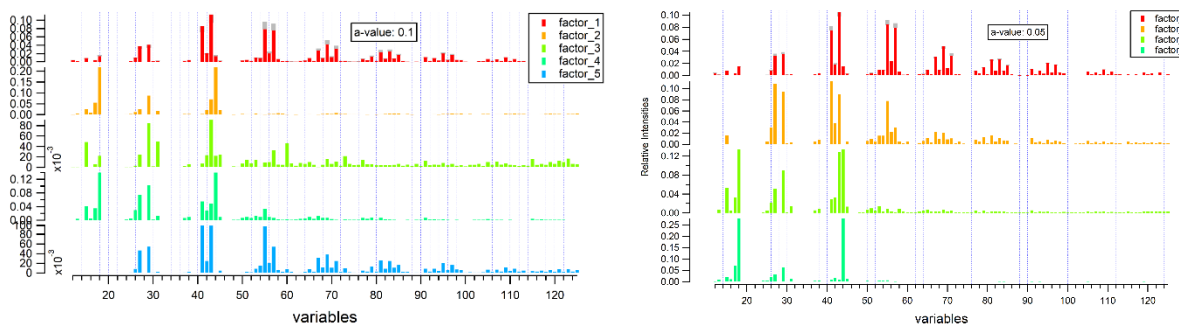 0.10
0.08
0.06
0.04
0.02
0.00
a-value: 0.1
factor_1
factor_2
factor_3
factor_4
factor_5
0.20
0.15
0.10
0.05
0.00
80
60
40
20
0
x10⁻³
0.12
0.08
0.04
0.00
100
80
60
40
20
0
x10⁻³
20 30 40 50 60 70 80 90 100 110 120
variables
0.10
0.08
0.06
0.04
0.02
0.00
a-value: 0.05
factor_
factor_
factor_
factor_
0.10
0.08
0.06
0.04
0.02
0.00
0.12
0.08
0.04
0.00
0.25
0.20
0.15
0.10
0.05
0.00
Relative Intensities
20 30 40 50 60 70 80 90 100 110 120
variables